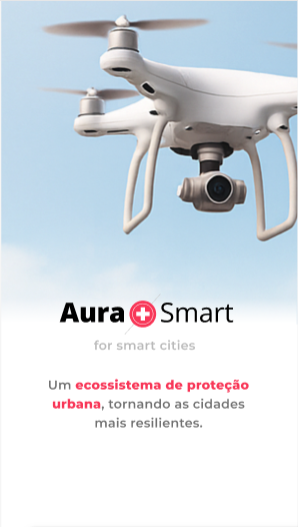 Aura + Smart
for smart cities
Um ecossistema de proteção
urbana, tornando as cidades
mais resilientes.